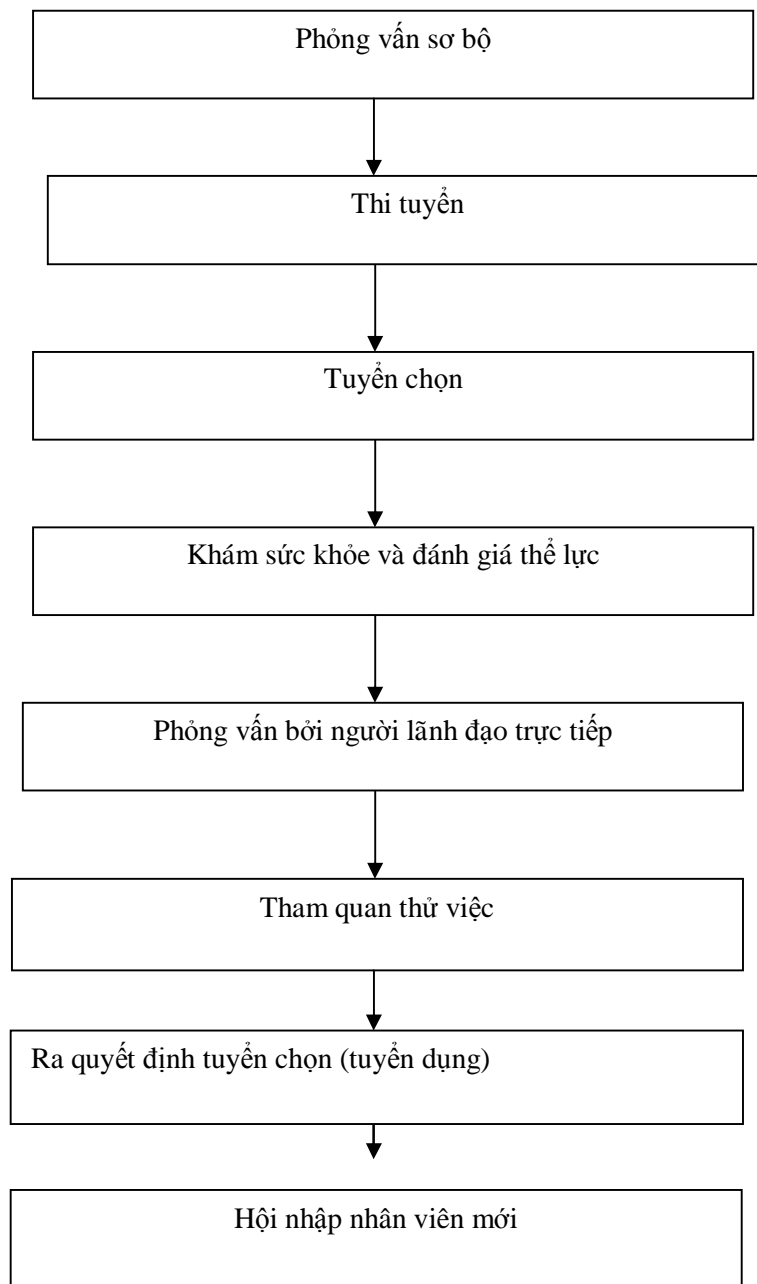 Phỏng vấn sơ bộ
Thi tuyển
Tuyển chọn
Khám sức khỏe và đánh giá thể lực
Phỏng vấn bởi người lãnh đạo trực tiếp
Tham quan thử việc
Ra quyết định tuyển chọn (tuyển dụng)
Hội nhập nhân viên mới